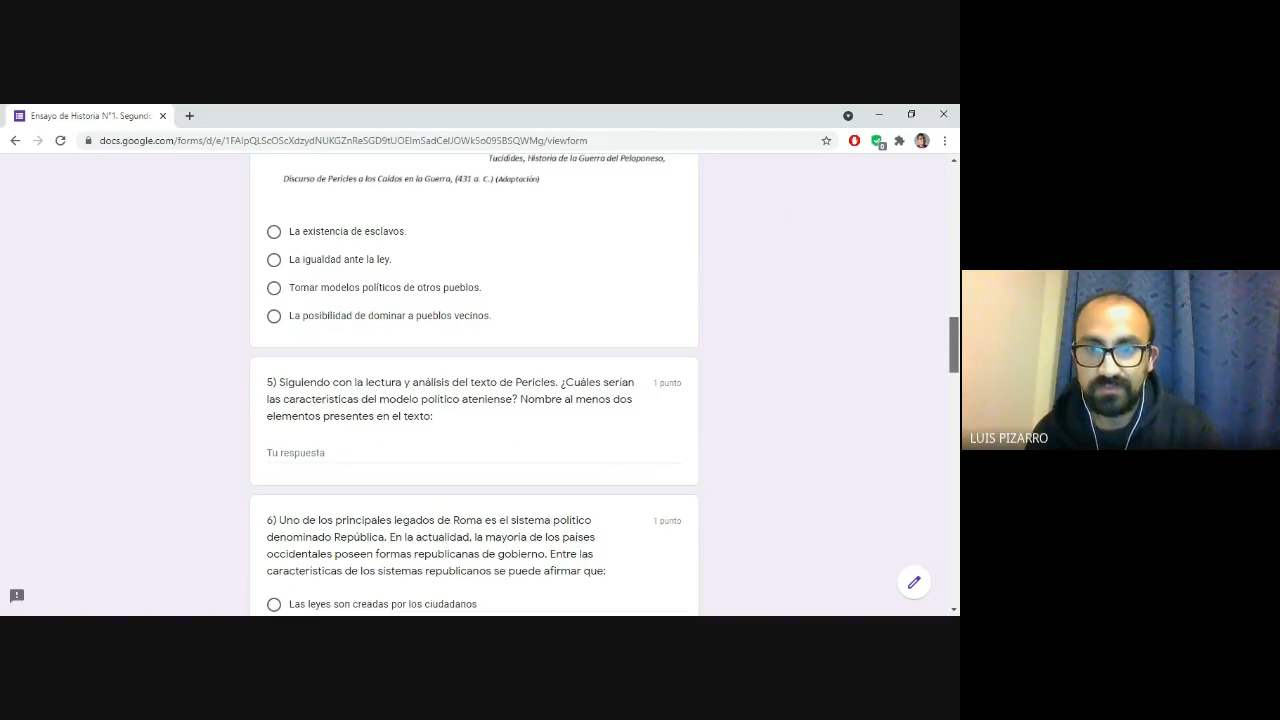 Ensayo de Historia N°1. Segundo
docs.google.com/forms/d/e/1FAIpQLScOScXdzydNUKGZnReSGD9tUOElmSadCelJOWk5o09SBSQWMg/viewform
Tucídides, Historia de la Guerra del Peloponeso,
Discurso de Pericles a los Caídos en la Guerra, (431 a. C.) (Adaptación)
La existencia de esclavos.
La igualdad ante la ley.
Tomar modelos políticos de otros pueblos.
La posibilidad de dominar a pueblos vecinos.
5) Siguiendo con la lectura y análisis del texto de Pericles. ¿Cuáles serían
1 punto
las características del modelo político ateniense? Nombre al menos dos
elementos presentes en el texto:
Tu respuesta
6) Uno de los principales legados de Roma es el sistema político
1 punto
denominado República. En la actualidad, la mayoría de los países
occidentales poseen formas republicanas de gobierno. Entre las
características de los sistemas republicanos se puede afirmar que:
Las leyes son creadas por los ciudadanos
LUIS PIZARRO